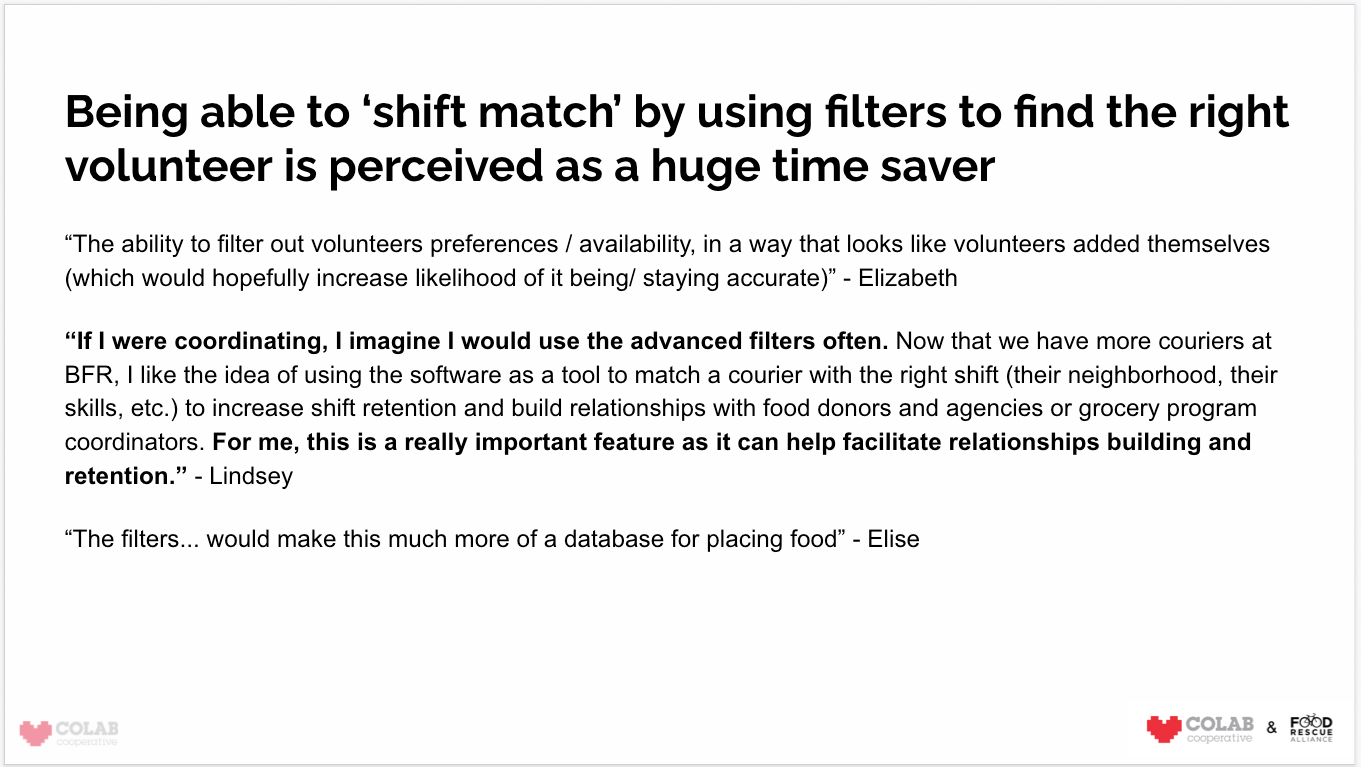 Being able to ‘shift match’ by using filters to find the right
volunteer is perceived as a huge time saver
“The ability to filter out volunteers preferences / availability, in a way that looks like volunteers added themselves
(which would hopefully increase likelihood of it being/ staying accurate)” - Elizabeth
“If I were coordinating, I imagine I would use the advanced filters often. Now that we have more couriers at
BFR, I like the idea of using the software as a tool to match a courier with the right shift (their neighborhood, their
skills, etc.) to increase shift retention and build relationships with food donors and agencies or grocery program
coordinators. For me, this is a really important feature as it can help facilitate relationships building and
retention.” - Lindsey
“The filters... would make this much more of a database for placing food” - Elise
COLAB
cooperative
COLAB
cooperative
&
FOOD
RESCUE
ALLIANCE